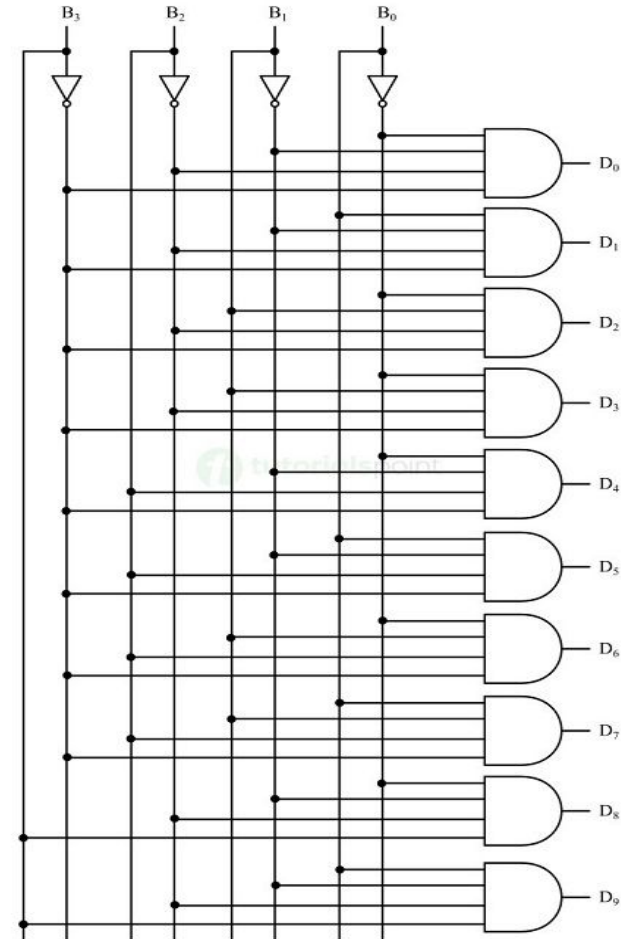 B₃ B₂ B₁ B₀
D₀
D₁
D₂
D₃
tutorialspoint
D₄
D₅
D₆
D₇
D₈
D₉